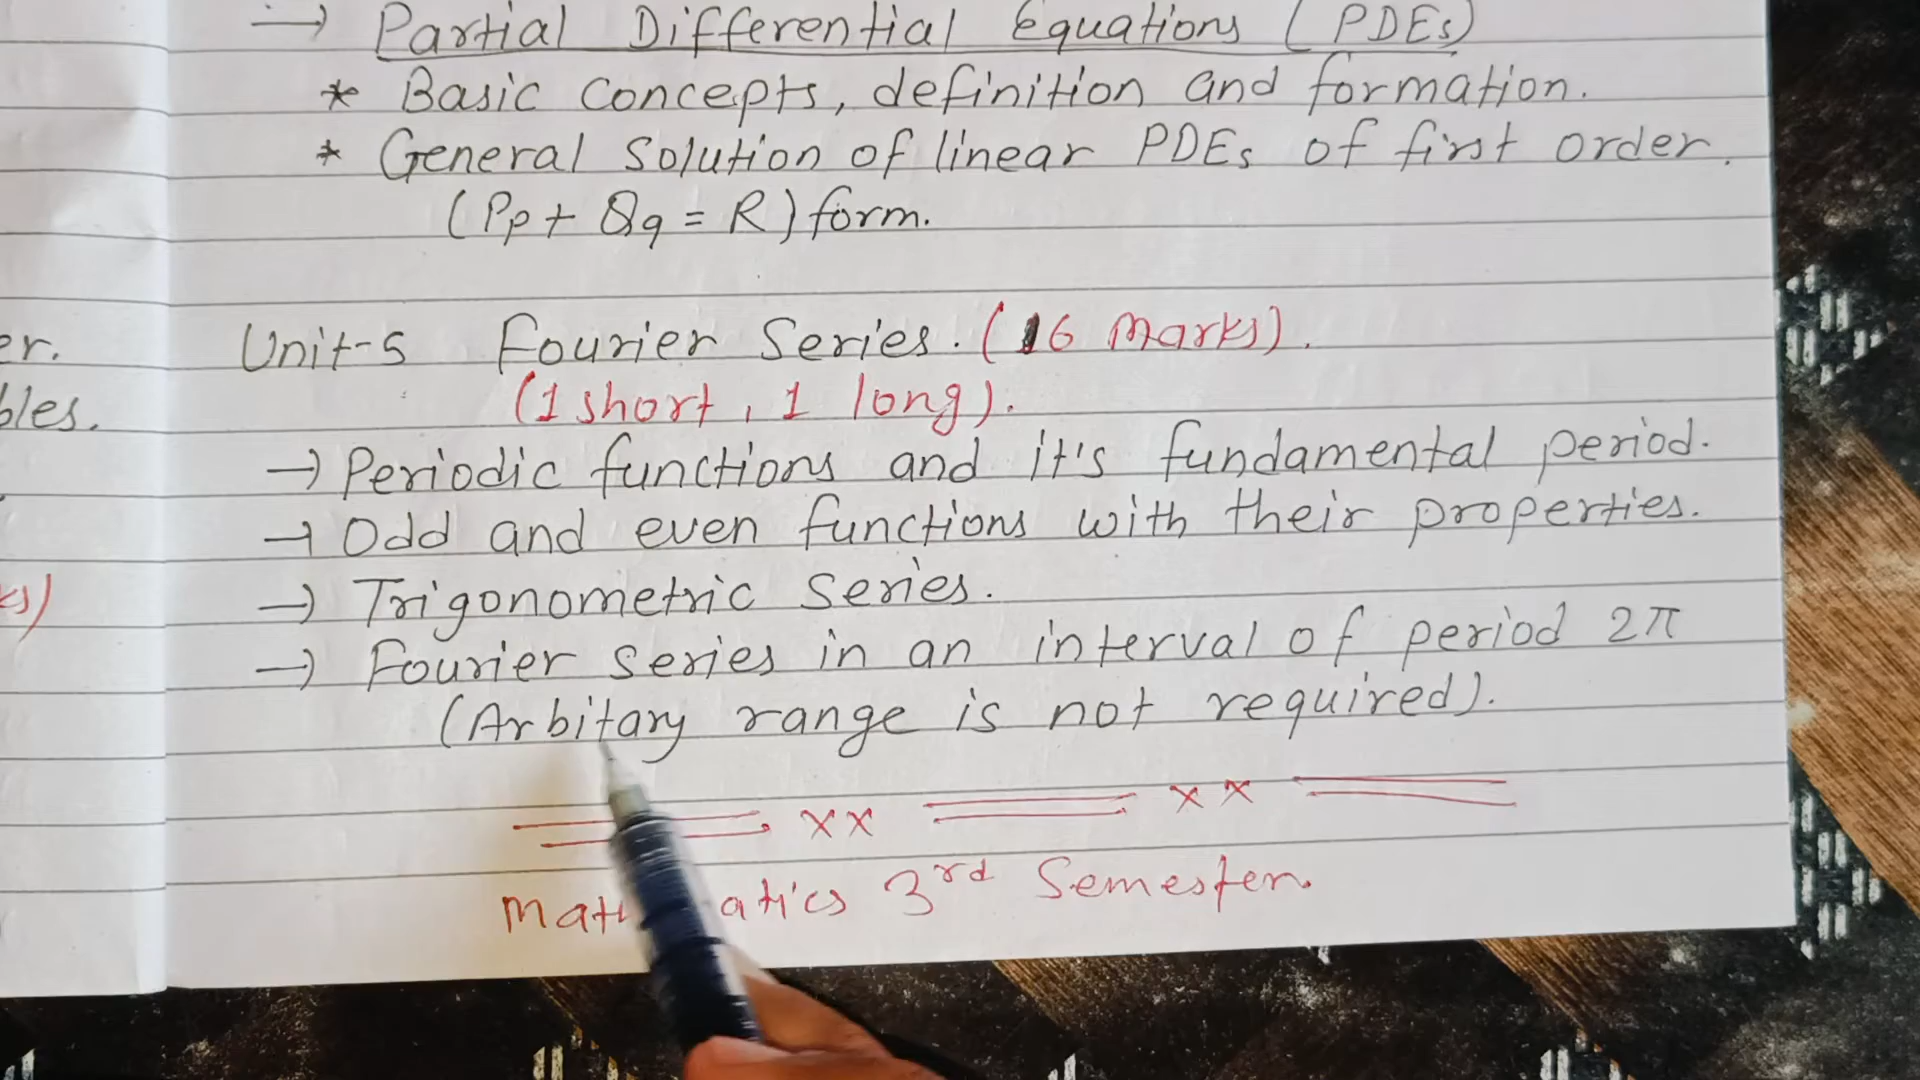 → Partial Differential Equations (PDEs)
* Basic concepts, definition and formation.
* General solution of linear PDEs of first order.
(Pp + Qq = R) form.
er.
Unit-5 Fourier Series. (16 Marks).
bles.
(1 short, 1 long).
→ Periodic functions and it's fundamental period.
→ Odd and even functions with their properties.
→ Trigonometric series.
→ Fourier series in an interval of period 2π
(Arbitary range is not required).
xx xx
3rd Semester.